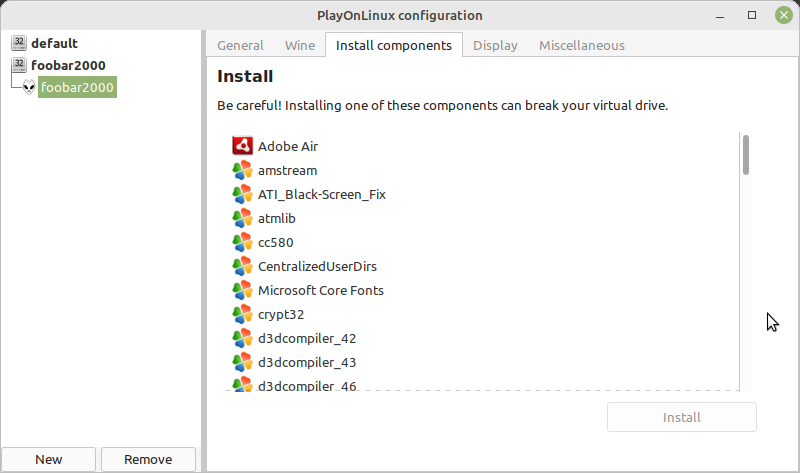 PlayOnLinux configuration
32 default
32 foobar2000
foobar2000
General Wine Install components Display Miscellaneous
Install
Be careful! Installing one of these components can break your virtual drive.
Adobe Air
amstream
ATI_Black-Screen_Fix
atmlib
cc580
CentralizedUserDirs
Microsoft Core Fonts
crypt32
d3dcompiler_42
d3dcompiler_43
d3dcompiler_46
Install
New Remove